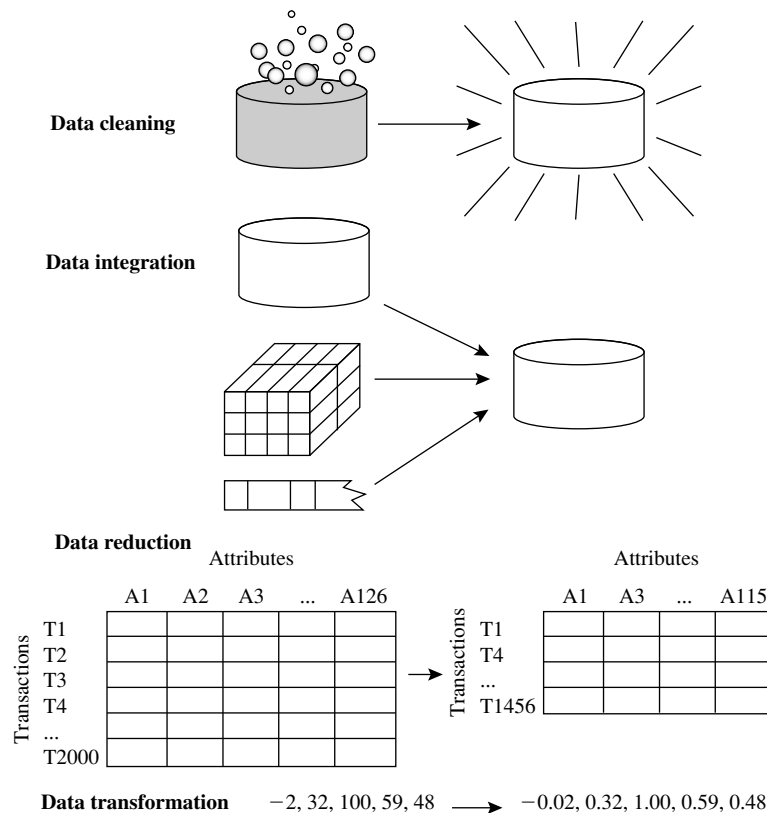 Data cleaning
Data integration
Data reduction
Attributes
A1 A2 A3 ... A126
Transactions
T1
T2
T3
T4
...
T2000
Attributes
A1 A3 ... A115
Transactions
T1
T4
...
T1456
Data transformation −2, 32, 100, 59, 48 −0.02, 0.32, 1.00, 0.59, 0.48